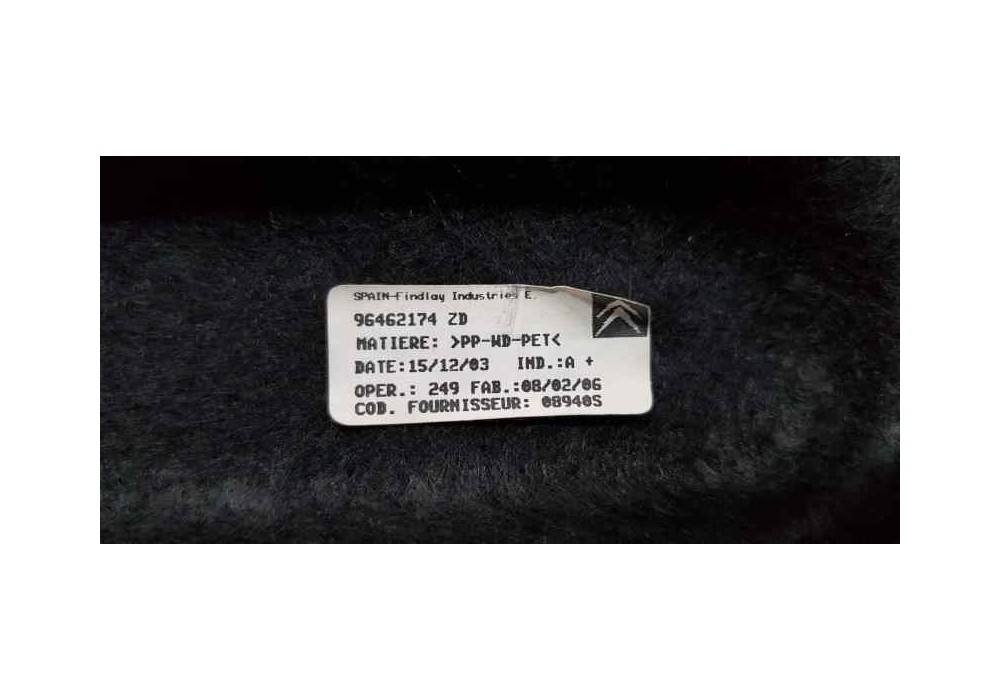 SPAIN-Findlay Industries E.
96462174 ZD
MATIERE: >PP-WD-PET<
DATE:15/12/03 IND.:A +
OPER.: 249 FAB.:08/02/06
COD. FOURNISSEUR: 08940S